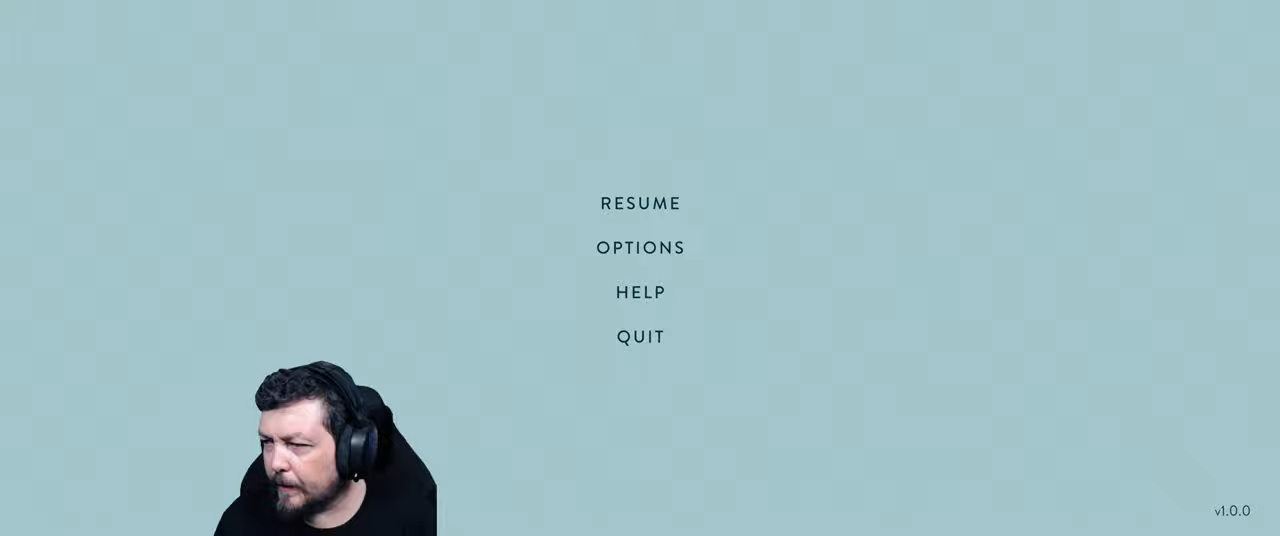 RESUME
OPTIONS
HELP
QUIT
v1.0.0